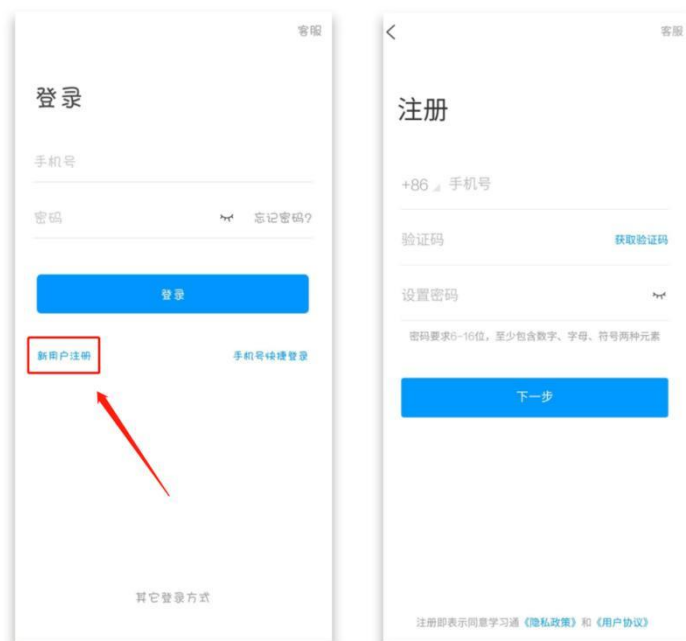 客服
登录
手机号
密码 忘记密码?
登录
新用户注册 手机号快捷登录
其它登录方式
客服
注册
+86 手机号
验证码 获取验证码
设置密码
密码要求6-16位，至少包含数字、字母、符号两种元素
下一步
注册即表示同意学习通《隐私政策》和《用户协议》